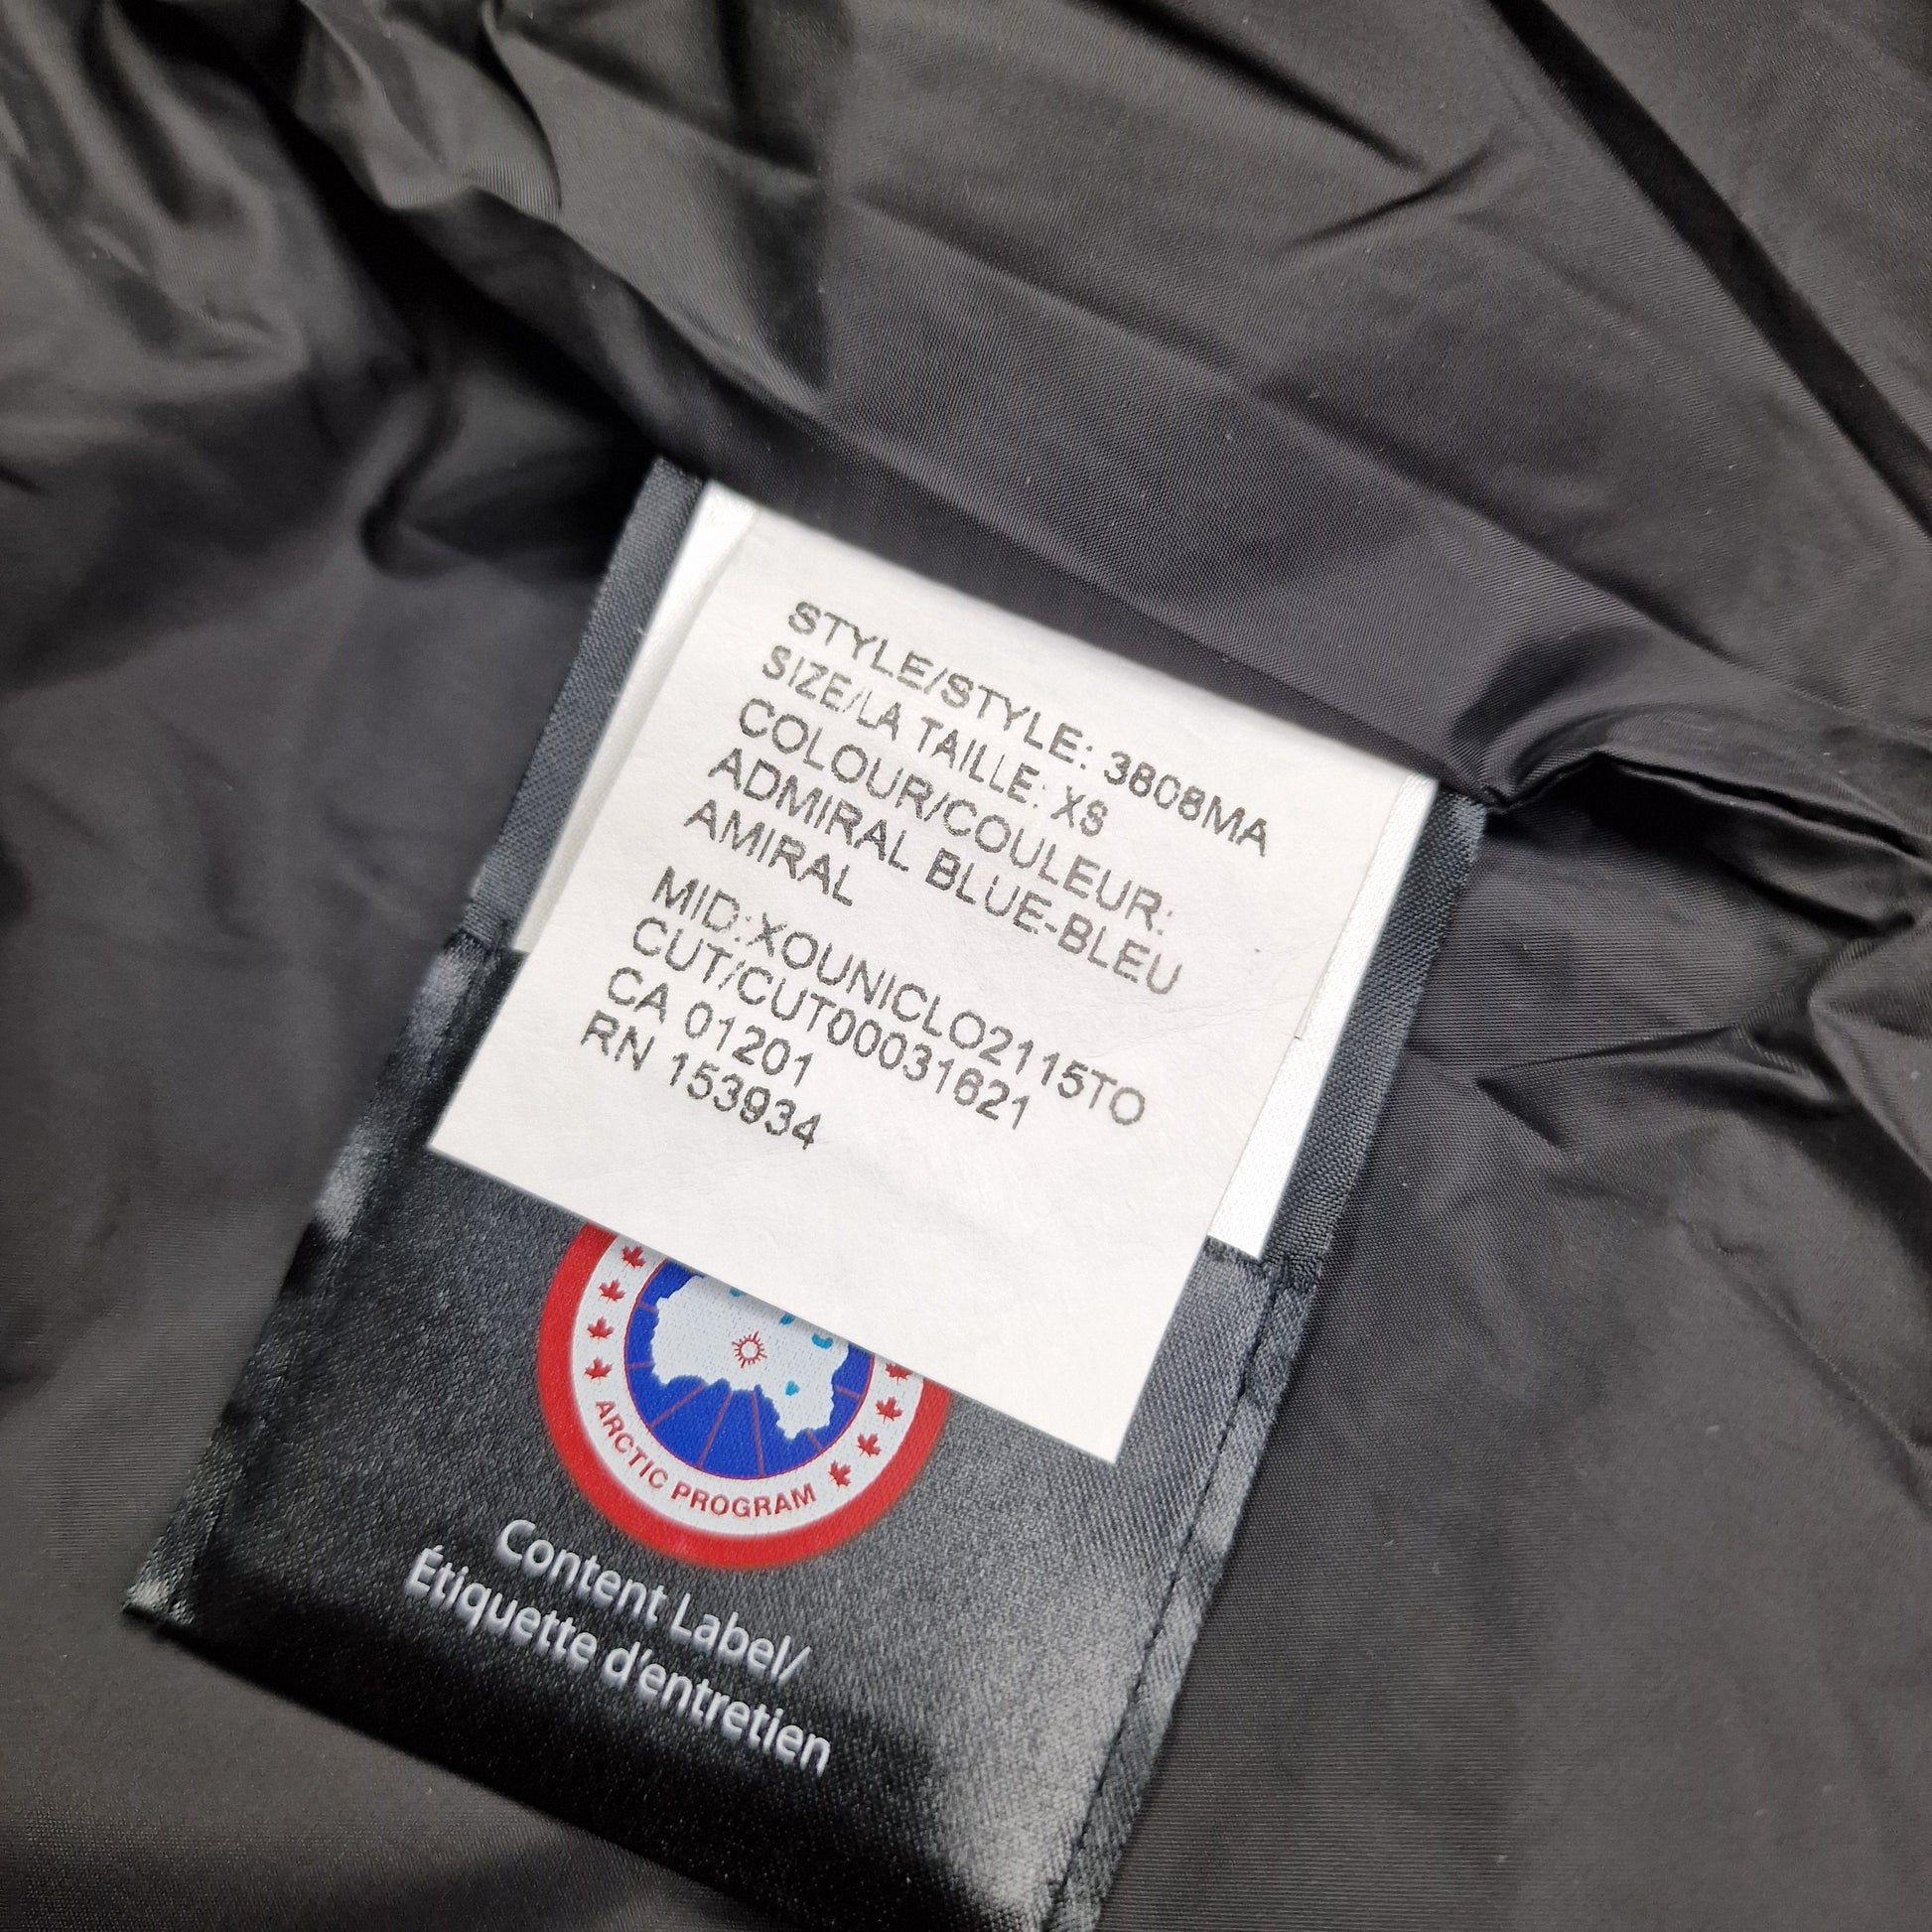 STYLE/STYLE: 3808MA
SIZE/LA TAILLE: XS
COLOUR/COULEUR:
ADMIRAL BLUE-BLEU
AMIRAL
MID:XOUNICLO2115TO
CUT/CUT00031621
CA 01201
RN 153934
ARCTIC PROGRAM
Content Label/
Étiquette d'entretien